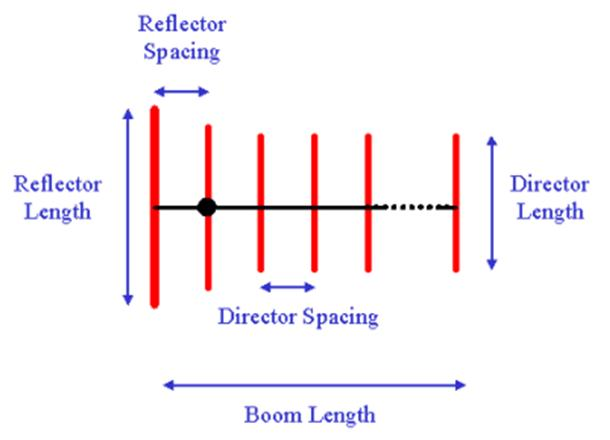 Reflector
Spacing
Reflector
Length
Director
Length
Director Spacing
Boom Length